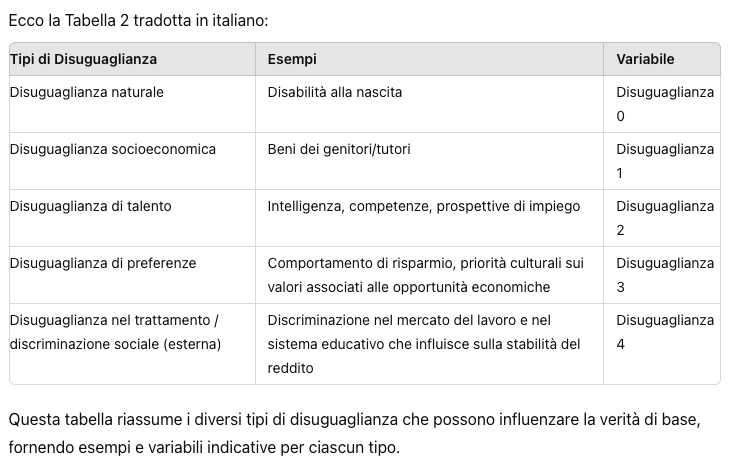 Ecco la Tabella 2 tradotta in italiano:
Tipi di Disuguaglianza Esempi Variabile
Disuguaglianza naturale Disabilità alla nascita Disuguaglianza
0
Disuguaglianza socioeconomica Beni dei genitori/tutori Disuguaglianza
1
Disuguaglianza di talento Intelligenza, competenze, prospettive di impiego Disuguaglianza
2
Disuguaglianza di preferenze Comportamento di risparmio, priorità culturali sui Disuguaglianza
valori associati alle opportunità economiche 3
Disuguaglianza nel trattamento / Discriminazione nel mercato del lavoro e nel Disuguaglianza
discriminazione sociale (esterna) sistema educativo che influisce sulla stabilità del 4
reddito
Questa tabella riassume i diversi tipi di disuguaglianza che possono influenzare la verità di base,
fornendo esempi e variabili indicative per ciascun tipo.